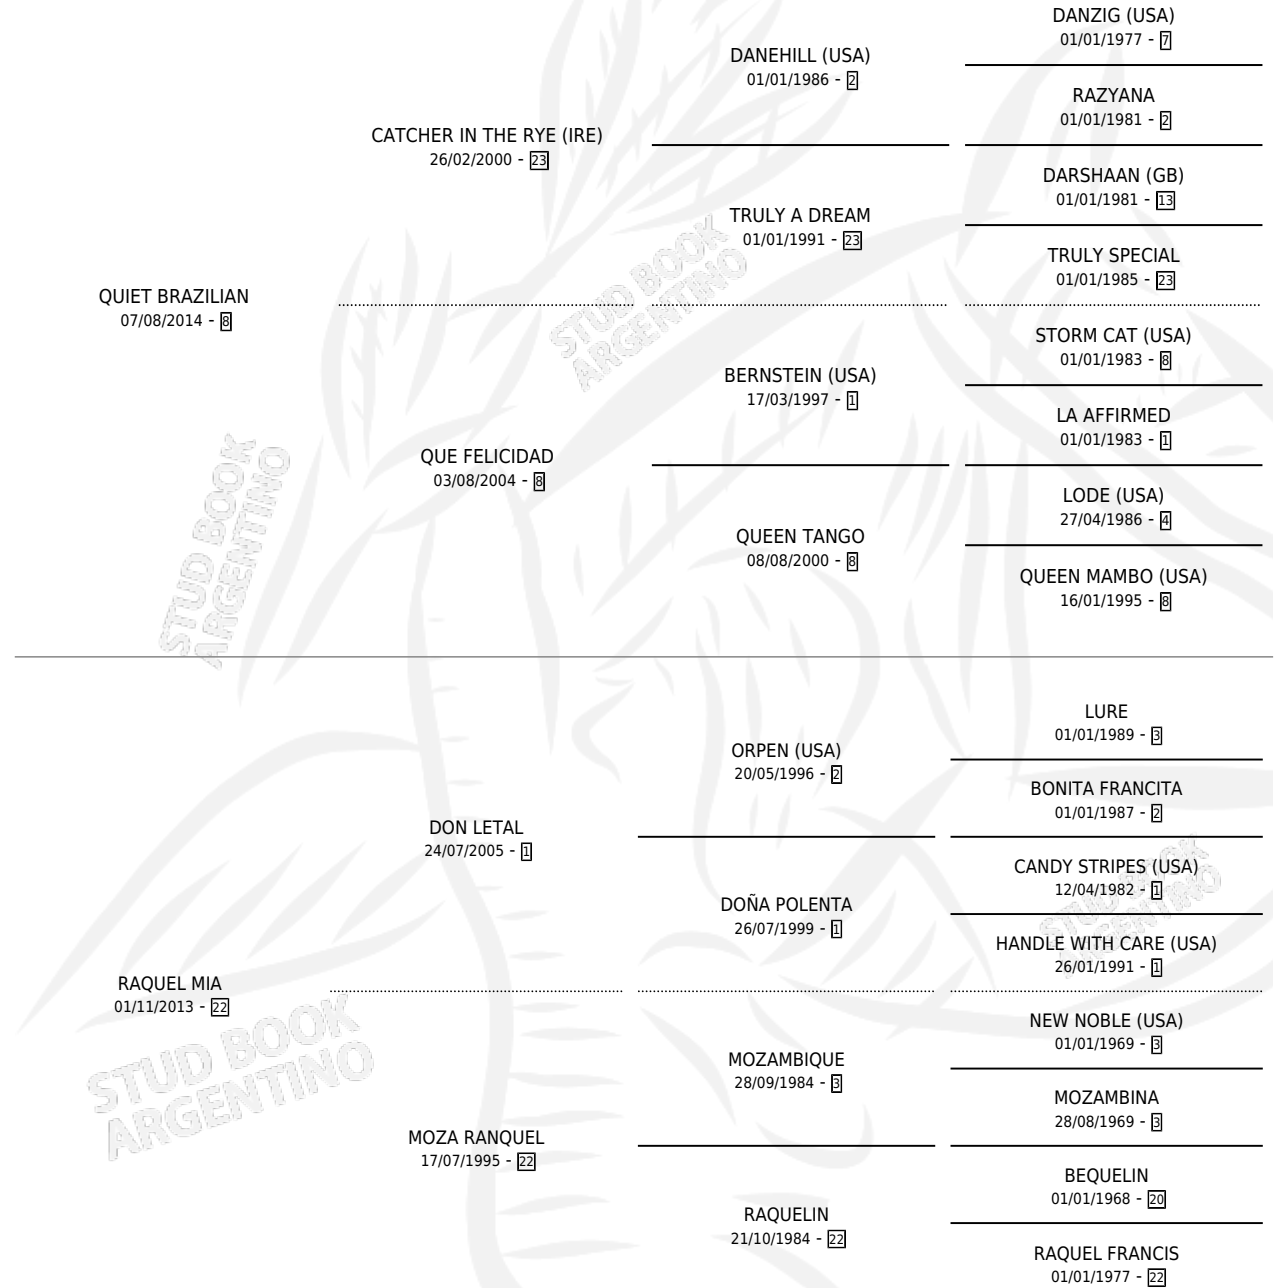 DANZIG (USA)
01/01/1977 - 7
DANEHILL (USA)
01/01/1986 - 2
RAZYANA
01/01/1981 - 2
CATCHER IN THE RYE (IRE)
26/02/2000 - 23
DARSHAAN (GB)
01/01/1981 - 13
TRULY A DREAM
01/01/1991 - 23
TRULY SPECIAL
01/01/1985 - 23
QUIET BRAZILIAN
07/08/2014 - 8
STORM CAT (USA)
01/01/1983 - 8
BERNSTEIN (USA)
17/03/1997 - 1
LA AFFIRMED
01/01/1983 - 1
QUE FELICIDAD
03/08/2004 - 8
LODE (USA)
27/04/1986 - 4
QUEEN TANGO
08/08/2000 - 8
QUEEN MAMBO (USA)
16/01/1995 - 8
STUD BOOK
ARGENTINO
STUD BOOK
ARGENTINO
LURE
01/01/1989 - 3
ORPEN (USA)
20/05/1996 - 2
BONITA FRANCITA
01/01/1987 - 2
DON LETAL
24/07/2005 - 1
CANDY STRIPES (USA)
12/04/1982 - 1
DOÑA POLENTA
26/07/1999 - 1
HANDLE WITH CARE (USA)
26/01/1991 - 1
STUD BOOK
ARGENTINO
RAQUEL MIA
01/11/2013 - 22
NEW NOBLE (USA)
01/01/1969 - 3
MOZAMBIQUE
28/09/1984 - 3
MOZAMBINA
28/08/1969 - 3
STUD BOOK
ARGENTINO
MOZA RANQUEL
17/07/1995 - 22
BEQUELIN
01/01/1968 - 20
RAQUELIN
21/10/1984 - 22
RAQUEL FRANCIS
01/01/1977 - 22